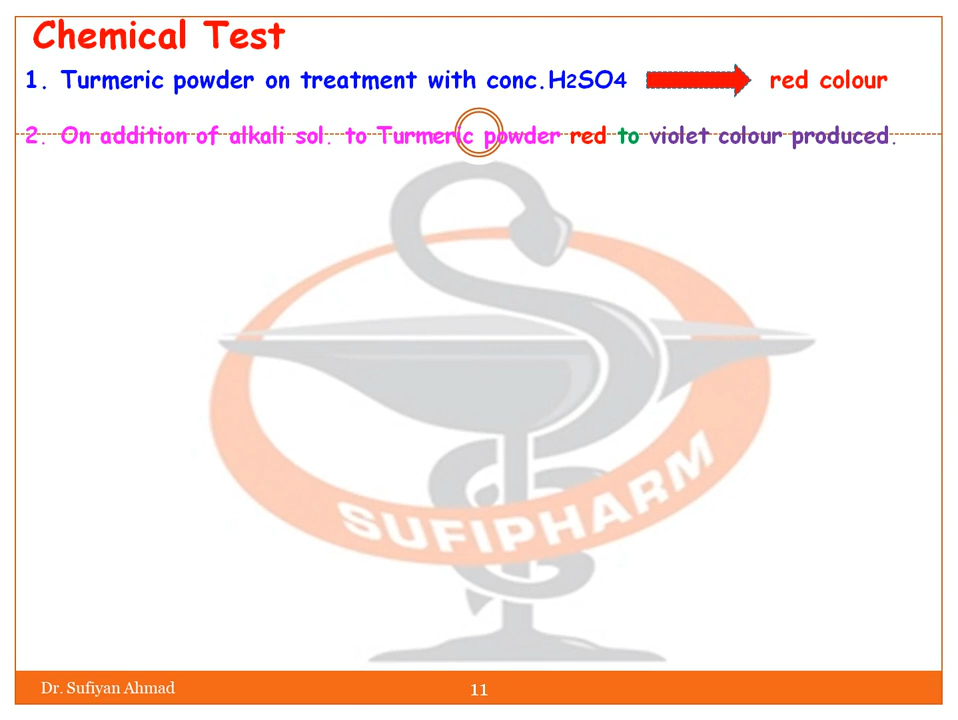 Chemical Test
1. Turmeric powder on treatment with conc.H2SO4 red colour
2. On addition of alkali sol. to Turmeric powder red to violet colour produced.
SUFIPHARM
Dr. Sufiyan Ahmad
11